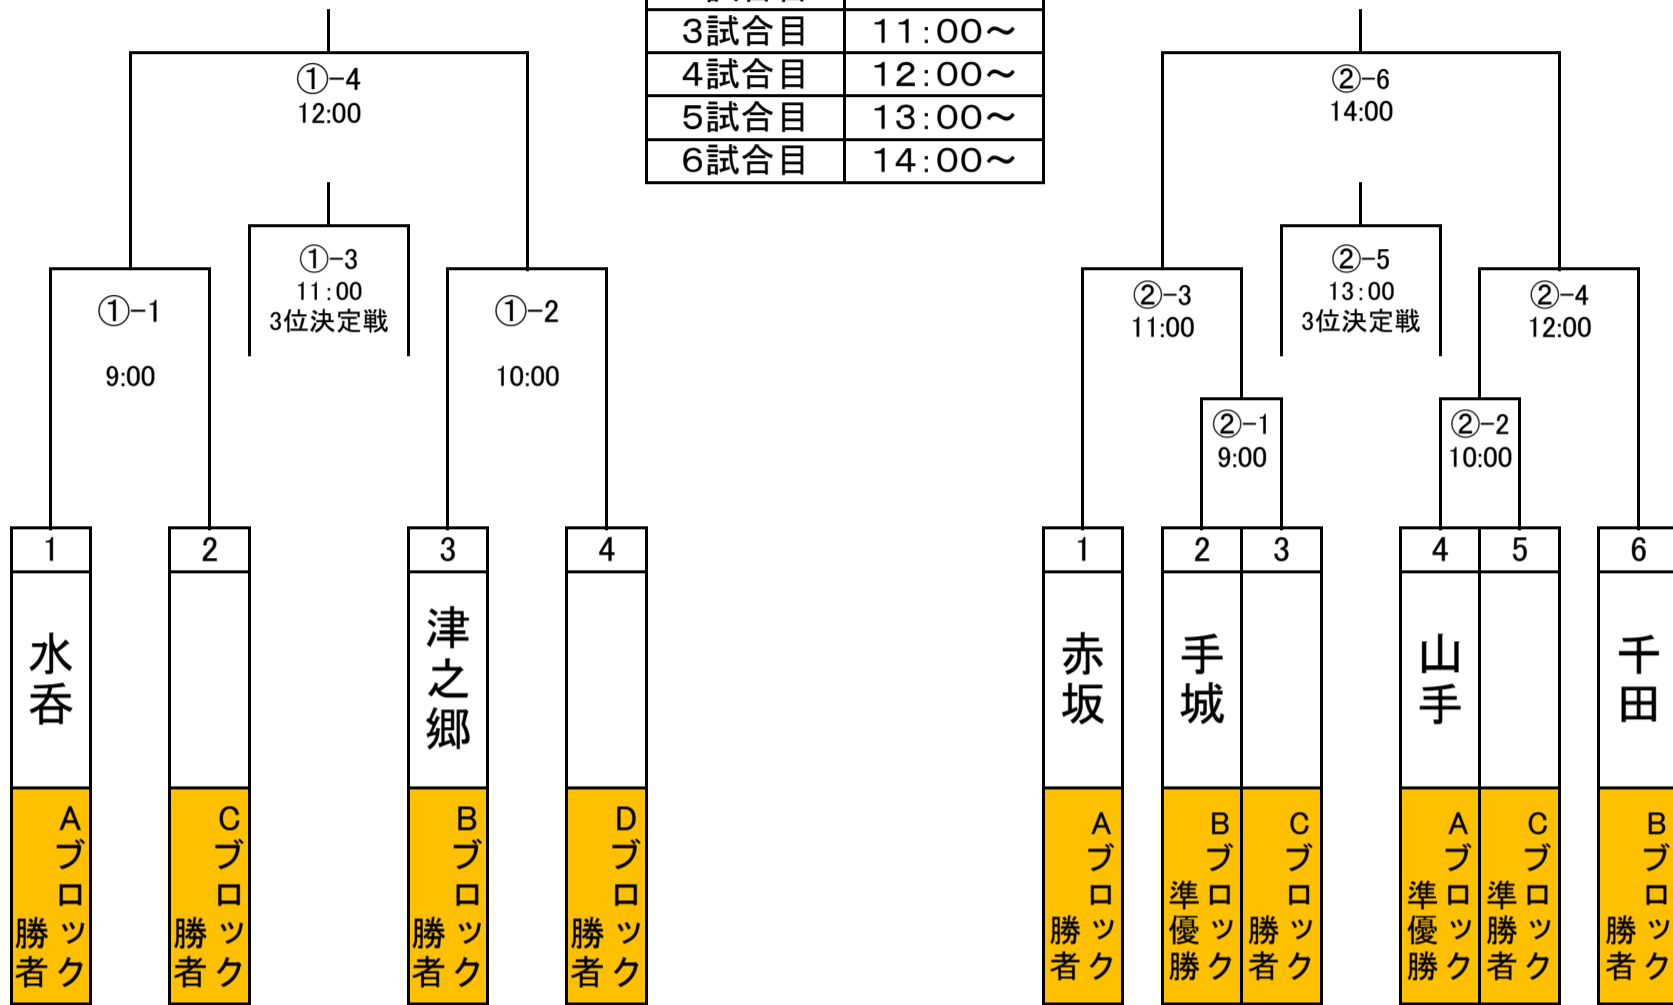 3試合目 11:00～
4試合目 12:00～
5試合目 13:00～
6試合目 14:00～
①-4
12:00
①-3
11:00
3位決定戦
①-1
9:00
①-2
10:00
②-6
14:00
②-5
13:00
3位決定戦
②-3
11:00
②-4
12:00
②-1
9:00
②-2
10:00
1
水呑
Aブロック
勝者
2
Cブロック
勝者
3
津之郷
Bブロック
勝者
4
Dブロック
勝者
1
赤坂
Aブロック
勝者
2
手城
Bブロック
準優勝
3
Cブロック
勝者
4
山手
Aブロック
準優勝
5
Cブロック
準勝者
6
千田
Bブロック
勝者